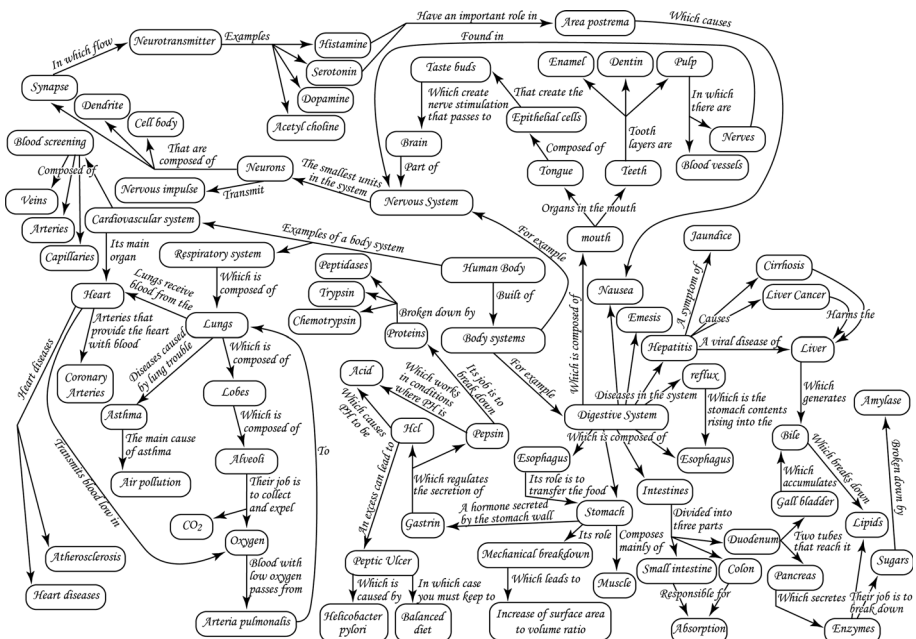 Have an important role in
Area postrema
Which causes
In which flow
Neurotransmitter
Examples
Histamine
Found in
Serotonin
Enamel
Dentin
Pulp
Taste buds
Synapse
Dendrite
Dopamine
Which create
nerve stimulation
that passes to
That create the
In which
there are
Cell body
Acetyl choline
Epithelial cells
Nerves
Blood screening
That are
composed of
Brain
Composed of
Tooth
layers are
Blood vessels
Composed of
Neurons
The smallest units
in the system
Part of
Tongue
Teeth
Veins
Nervous impulse
Transmit
Nervous System
Organs in the mouth
Cardiovascular system
Arteries
Examples of a body system
For example
mouth
Jaundice
Capillaries
Its main
organ
Respiratory system
Human Body
Cirrhosis
Peptidases
Nausea
A symptom of
Lungs receive
blood from the
Which is
composed of
Trypsin
Built of
Liver Cancer
Heart
Chemotrypsin
Broken down by
Emesis
Causes
Harms the
Arteries that
provide the heart
with blood
Lungs
Proteins
Body systems
Which is composed of
Hepatitis
A viral disease of
Liver
Heart diseases
Diseases caused
by lung trouble
Which is
composed of
Acid
Which works
in conditions
where PH is
Its job is to
break down
For example
Diseases in the system
reflux
Which
generates
Amylase
Coronary
Arteries
Lobes
Which causes
PH to be
Which is the
stomach contents
rising into the
Asthma
Digestive System
Hcl
Pepsin
Which is composed of
Bile
The main cause
of asthma
Which is
composed of
Esophagus
Esophagus
Which breaks down
Broken down by
Transmits blood low in
To
Alveoli
An excess can lead to
Which regulates
the secretion of
Its role is to
transfer the food
Intestines
Which
accumulates
Air pollution
Their job is
to collect
and expel
Gall bladder
Gastrin
A hormone secreted
by the stomach wall
Stomach
Divided into
three parts
CO2
Its role
Composes
mainly of
Duodenum
Two tubes
that reach it
Lipids
Oxygen
Mechanical breakdown
Atherosclerosis
Peptic Ulcer
Small intestine
Colon
Sugars
Blood with
low oxygen
passes from
Muscle
Pancreas
Heart diseases
Which is
caused by
In which case
you must keep to
Which leads to
Responsible for
Which secretes
Their job is to
break down
Arteria pulmonalis
Helicobacter
pylori
Balanced
diet
Increase of surface area
to volume ratio
Absorption
Enzymes